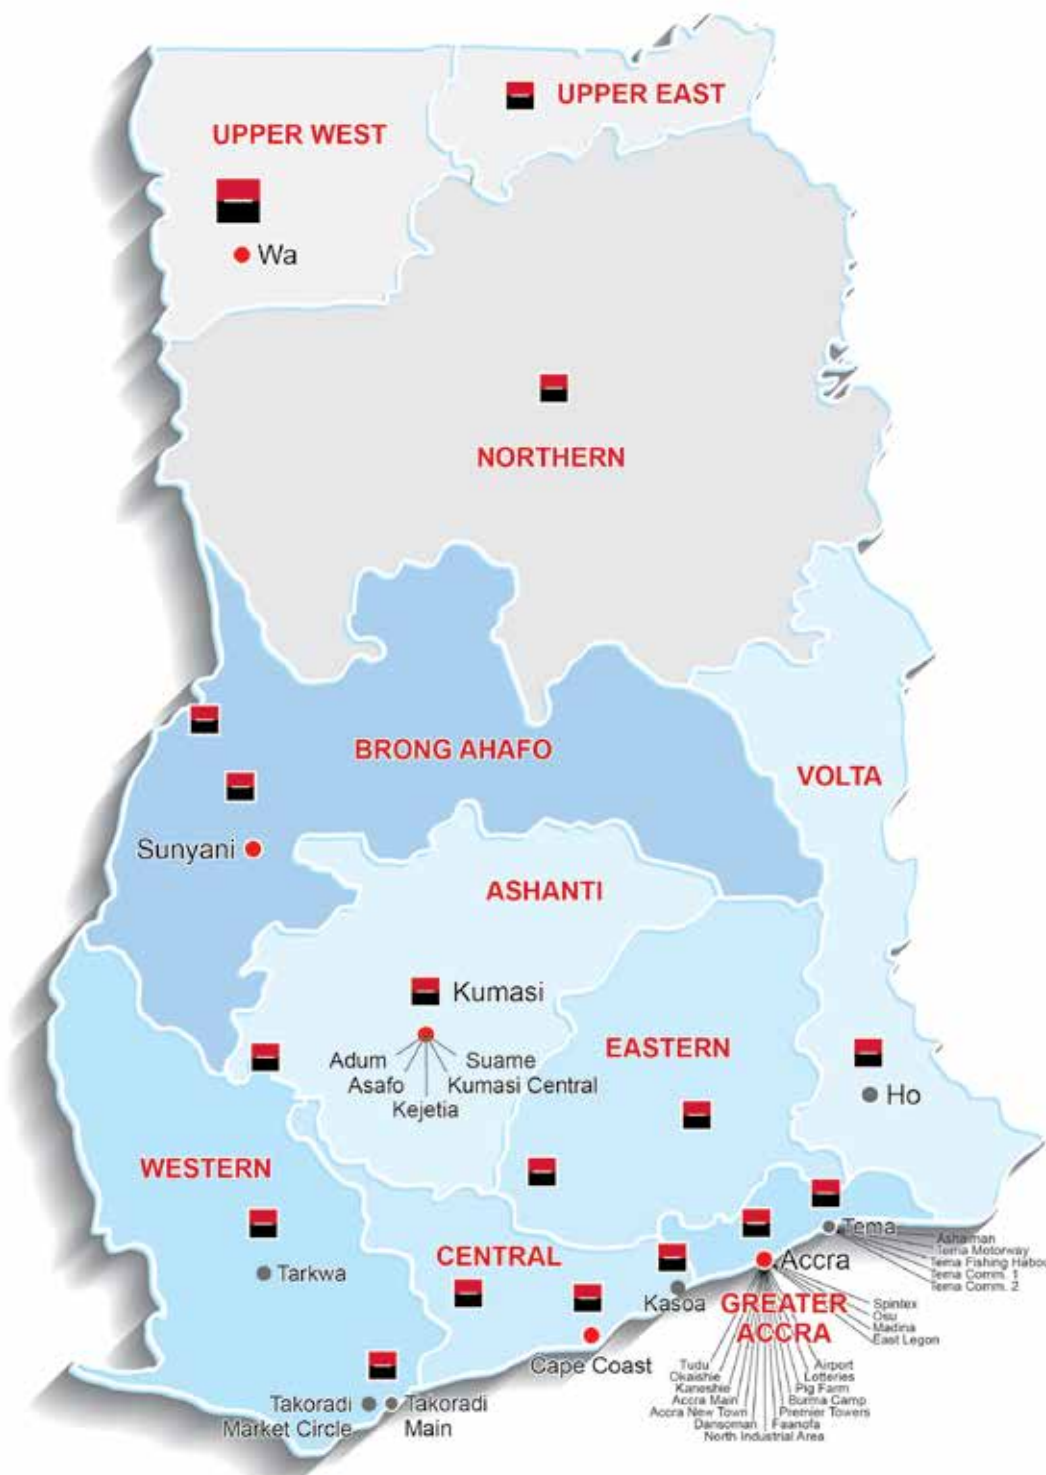 UPPER EAST
UPPER WEST
Wa
NORTHERN
BRONG AHAFO
VOLTA
Sunyani
ASHANTI
Kumasi
Adum
Suame
Asafo
Kumasi Central
Kejetia
EASTERN
Ho
WESTERN
Tarkwa
CENTRAL
Tema
Ashaiman
Tema Motorway
Tema Fishing Habou
Tema Comm. 1
Tema Comm. 2
Accra
Kasoa
GREATER
ACCRA
Spintex
Osu
Madina
East Legon
Cape Coast
Tudu
Okaishie
Kaneshie
Accra Main
Accra New Town
Dansoman
North Industrial Area
Airport
Lotteries
Pig Farm
Burma Camp
Premier Towers
Faanofa
Takoradi
Market Circle
Takoradi
Main